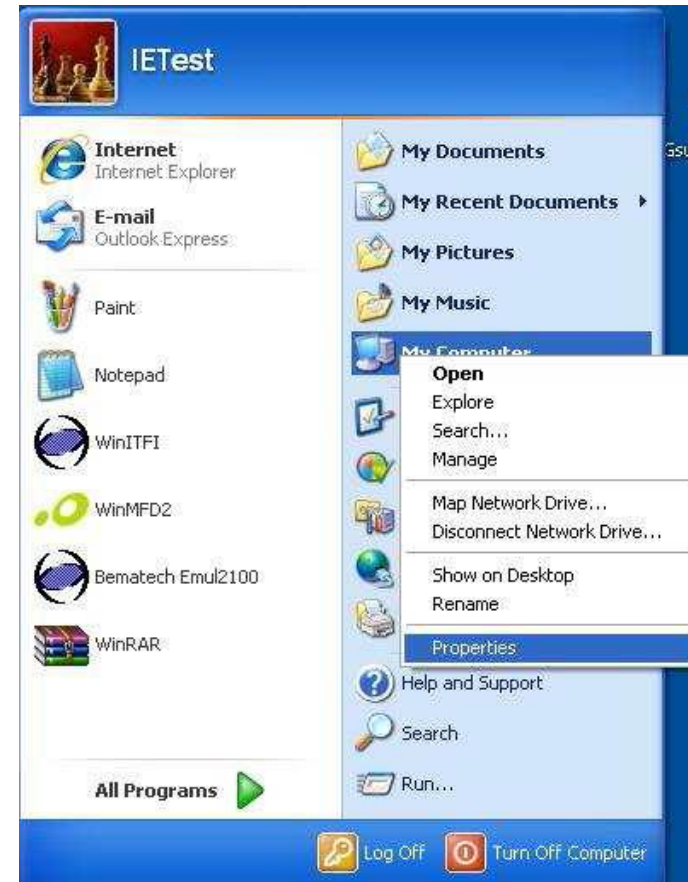 IETest
Internet
Internet Explorer
E-mail
Outlook Express
Paint
Notepad
WinITFI
WinMFD2
Bematech Emul2100
WinRAR
All Programs
My Documents
My Recent Documents
My Pictures
My Music
My Computer
Open
Explore
Search...
Manage
Map Network Drive...
Disconnect Network Drive...
Show on Desktop
Rename
Properties
Help and Support
Search
Run...
Log Off
Turn Off Computer